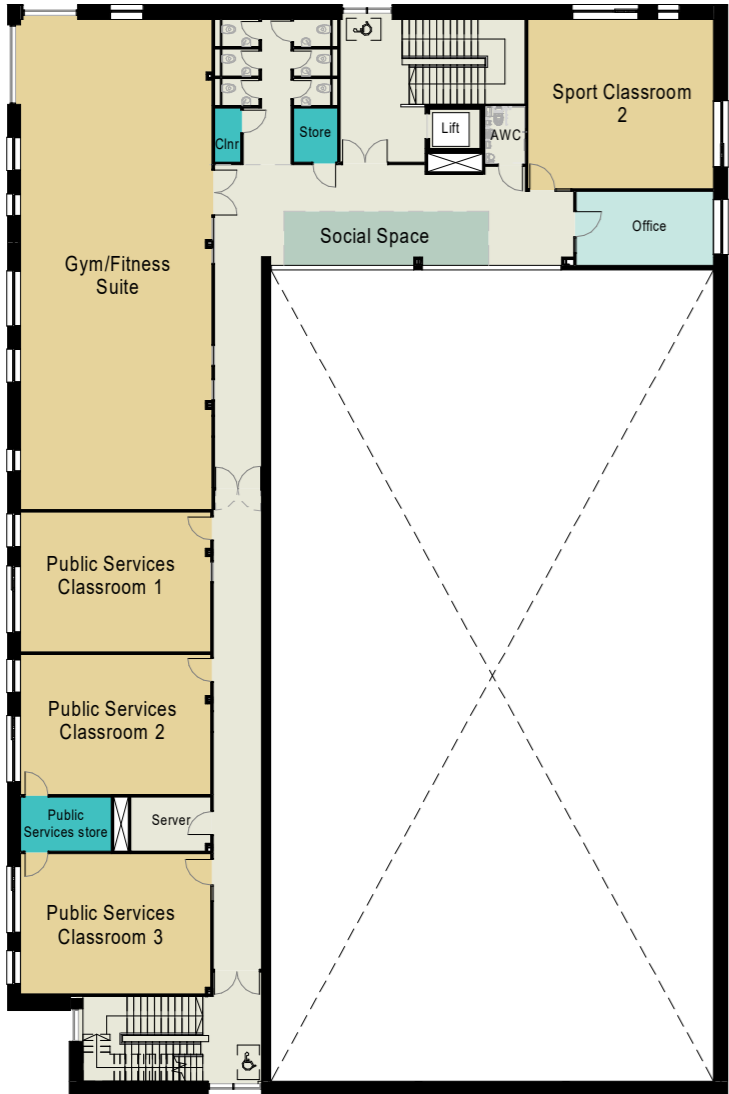 Sport Classroom
2
Lift
AWC
Store
Clnr
Office
Social Space
Gym/Fitness
Suite
Public Services
Classroom 1
Public Services
Classroom 2
Public
Services store
Server
Public Services
Classroom 3